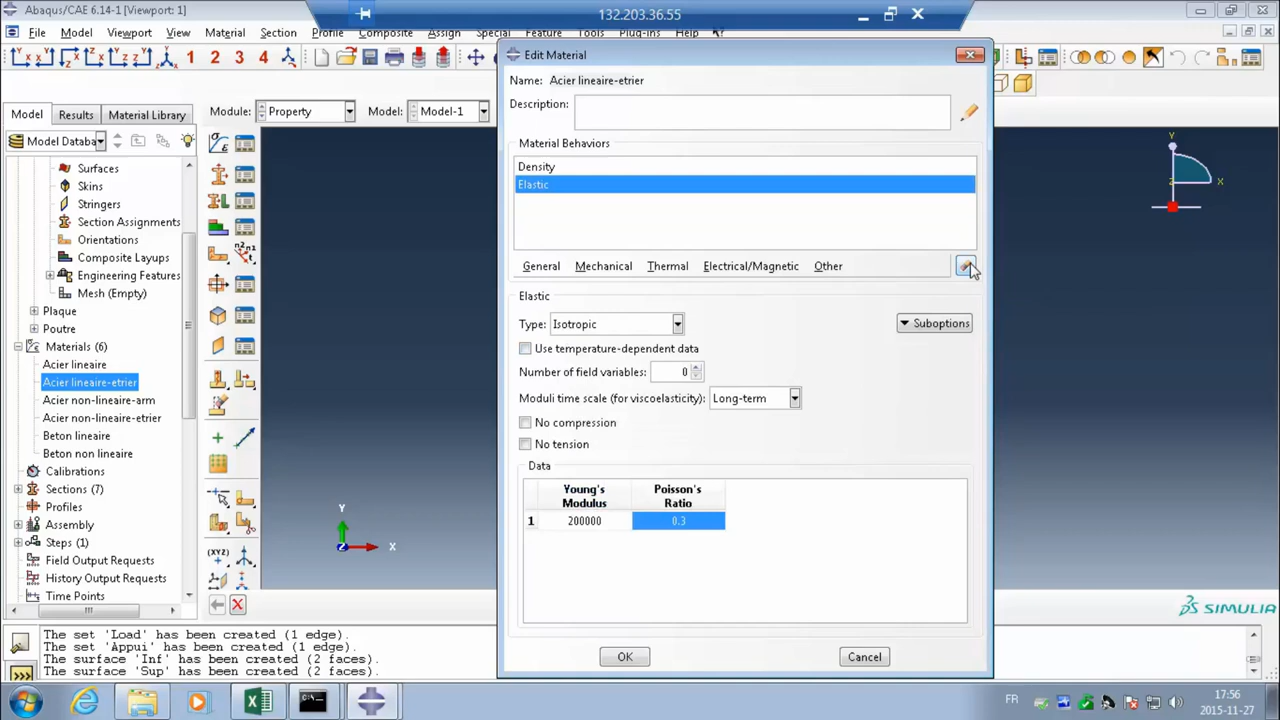 Abaqus/CAE 6.14-1 [Viewport: 1]
132.203.36.55
File Model Viewport View Material Section Profile Composite Assign Special Feature Tools Plug-ins Help
1 2 3 4
Model Results Material Library
Module: Property Model: Model-1
Model Databa
Surfaces
Skins
Stringers
Section Assignments
Orientations
Composite Layups
Engineering Features
Mesh (Empty)
Plaque
Poutre
Materials (6)
Acier lineaire
Acier lineaire-etrier
Acier non-lineaire-arm
Acier non-lineaire-etrier
Beton lineaire
Beton non lineaire
Calibrations
Sections (7)
Profiles
Assembly
Steps (1)
Field Output Requests
History Output Requests
Time Points
(XYZ)
Edit Material
Name: Acier lineaire-etrier
Description:
Material Behaviors
Density
Elastic
General Mechanical Thermal Electrical/Magnetic Other
Elastic
Type: Isotropic
Suboptions
Use temperature-dependent data
Number of field variables: 0
Moduli time scale (for viscoelasticity): Long-term
No compression
No tension
Data
Young's Modulus
Poisson's Ratio
1 200000 0.3
OK Cancel
Y
X
Z
Y
X
Z
SIMULIA
The set 'Load' has been created (1 edge).
The set 'Appui' has been created (1 edge).
The surface 'Inf' has been created (2 faces).
The surface 'Sup' has been created (2 faces).
FR
17:56
2015-11-27